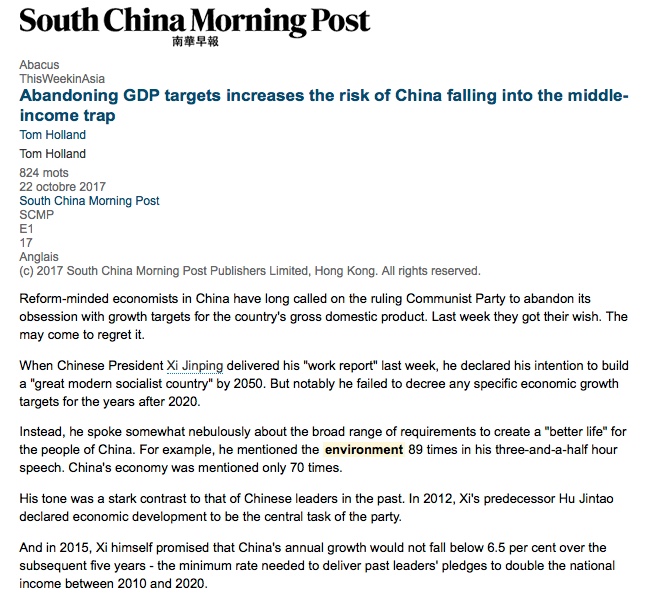 South China Morning Post
南華早報
Abacus
ThisWeekinAsia
Abandoning GDP targets increases the risk of China falling into the middle-
income trap
Tom Holland
Tom Holland
824 mots
22 octobre 2017
South China Morning Post
SCMP
E1
17
Anglais
(c) 2017 South China Morning Post Publishers Limited, Hong Kong. All rights reserved.
Reform-minded economists in China have long called on the ruling Communist Party to abandon its
obsession with growth targets for the country's gross domestic product. Last week they got their wish. The
may come to regret it.
When Chinese President Xi Jinping delivered his "work report" last week, he declared his intention to build
a "great modern socialist country" by 2050. But notably he failed to decree any specific economic growth
targets for the years after 2020.
Instead, he spoke somewhat nebulously about the broad range of requirements to create a "better life" for
the people of China. For example, he mentioned the environment 89 times in his three-and-a-half hour
speech. China's economy was mentioned only 70 times.
His tone was a stark contrast to that of Chinese leaders in the past. In 2012, Xi's predecessor Hu Jintao
declared economic development to be the central task of the party.
And in 2015, Xi himself promised that China's annual growth would not fall below 6.5 per cent over the
subsequent five years - the minimum rate needed to deliver past leaders' pledges to double the national
income between 2010 and 2020.